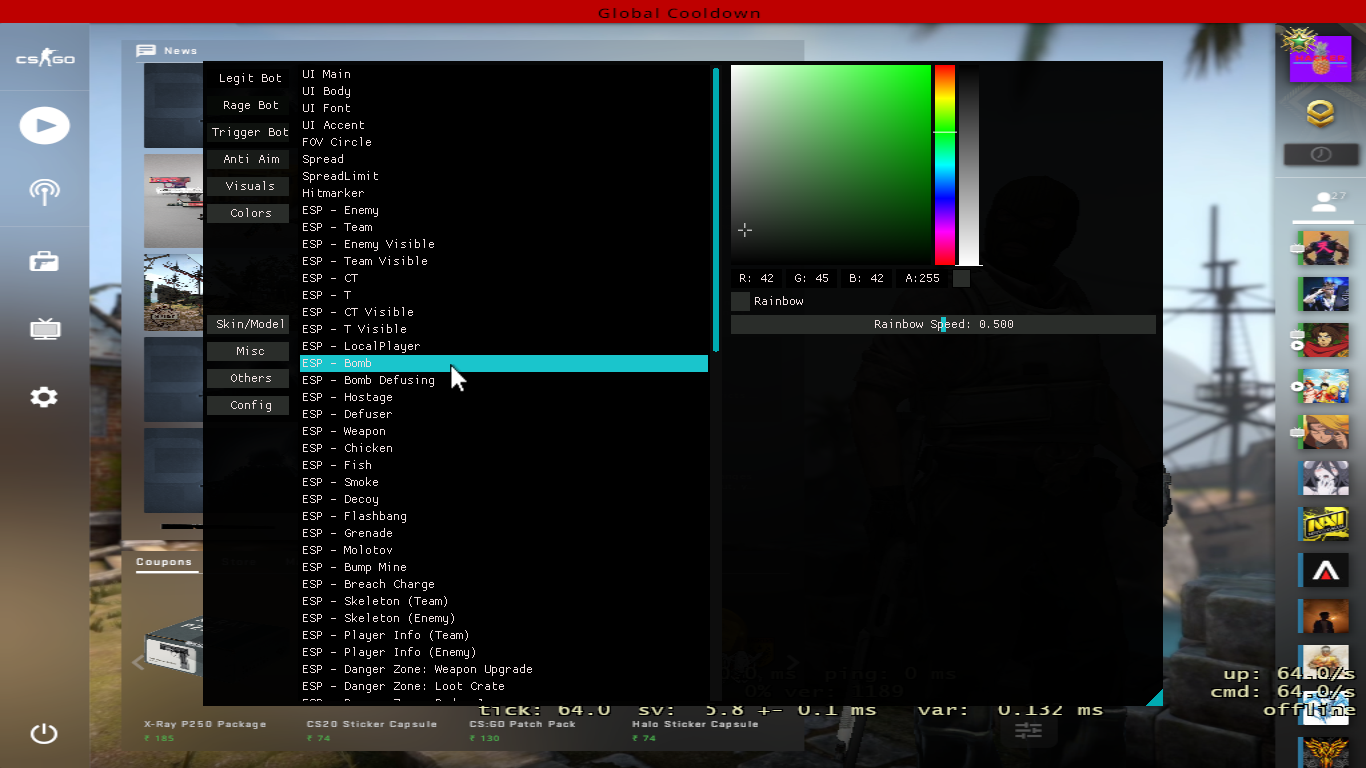 Global Cooldown
CS GO
News
Legit Bot
Rage Bot
Trigger Bot
Anti Aim
Visuals
Colors
Skin/Model
Misc
Others
Config
UI Main
UI Body
UI Font
UI Accent
FOV Circle
Spread
SpreadLimit
Hitmarker
ESP - Enemy
ESP - Team
ESP - Enemy Visible
ESP - Team Visible
ESP - CT
ESP - T
ESP - CT Visible
ESP - T Visible
ESP - LocalPlayer
ESP - Bomb
ESP - Bomb Defusing
ESP - Hostage
ESP - Defuser
ESP - Weapon
ESP - Chicken
ESP - Fish
ESP - Smoke
ESP - Decoy
ESP - Flashbang
ESP - Grenade
ESP - Molotov
ESP - Bump Mine
ESP - Breach Charge
ESP - Skeleton (Team)
ESP - Skeleton (Enemy)
ESP - Player Info (Team)
ESP - Player Info (Enemy)
ESP - Danger Zone: Weapon Upgrade
ESP - Danger Zone: Loot Crate
R: 42 G: 45 B: 42 A:255
Rainbow
Rainbow Speed: 0.500
27
Coupons
ms ping: 0 ms
0% ver: 1189
tick: 64.0 sv: 5.8 +- 0.1 ms var: 0.132 ms
up: 64.0/s
cmd: 64.0/s
offline
X-Ray P250 Package
₹ 185
CS20 Sticker Capsule
₹ 74
CS:GO Patch Pack
₹ 130
Halo Sticker Capsule
₹ 74